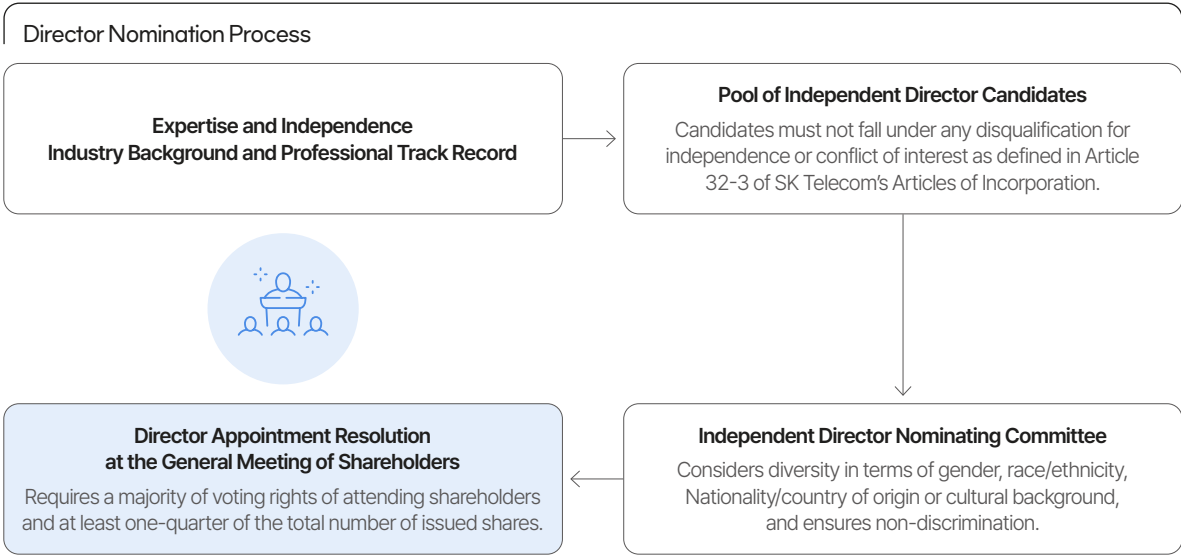 Director Nomination Process
Expertise and Independence
Industry Background and Professional Track Record
Pool of Independent Director Candidates
Candidates must not fall under any disqualification for
independence or conflict of interest as defined in Article
32-3 of SK Telecom's Articles of Incorporation.
Independent Director Nominating Committee
Considers diversity in terms of gender, race/ethnicity,
Nationality/country of origin or cultural background,
and ensures non-discrimination.
Director Appointment Resolution
at the General Meeting of Shareholders
Requires a majority of voting rights of attending shareholders
and at least one-quarter of the total number of issued shares.